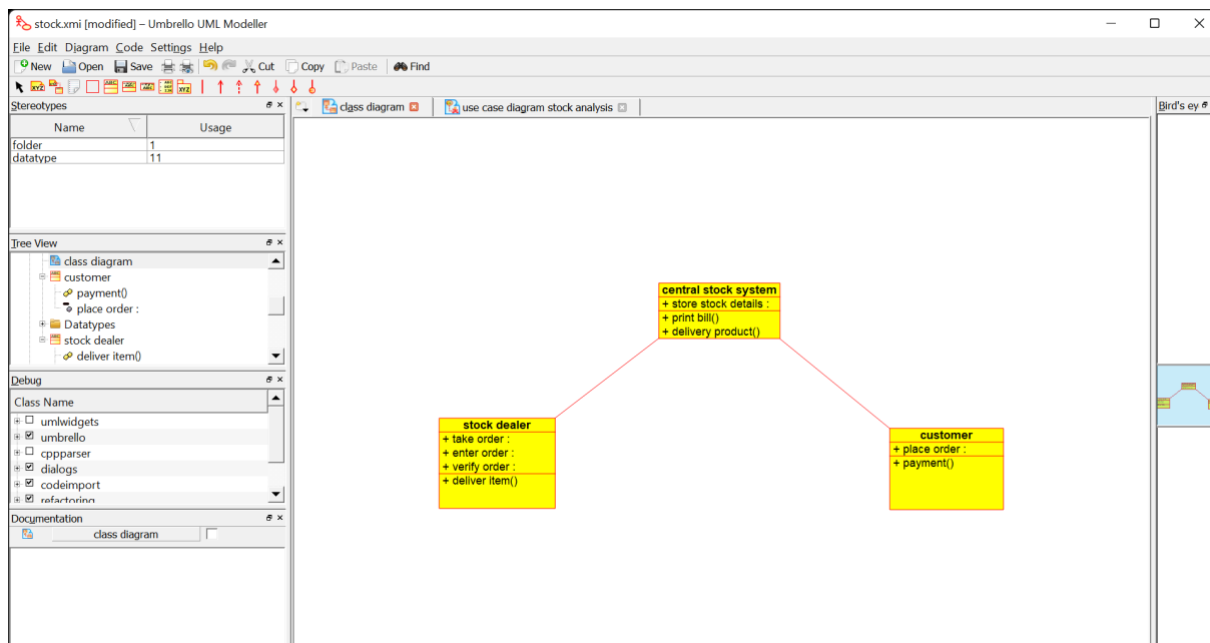 stock.xmi [modified] – Umbrello UML Modeller
File Edit Diagram Code Settings Help
New Open Save Cut Copy Paste Find
Stereotypes
Name Usage
folder 1
datatype 11
Tree View
class diagram
customer
payment()
place order :
Datatypes
stock dealer
deliver item()
Debug
Class Name
umlwidgets
umbrello
cppparser
dialogs
codeimport
refactoring
Documentation
class diagram
class diagram use case diagram stock analysis
central stock system
+ store stock details :
+ print bill()
+ delivery product()
stock dealer
+ take order :
+ enter order :
+ verify order :
+ deliver item()
customer
+ place order :
+ payment()
Bird's ey